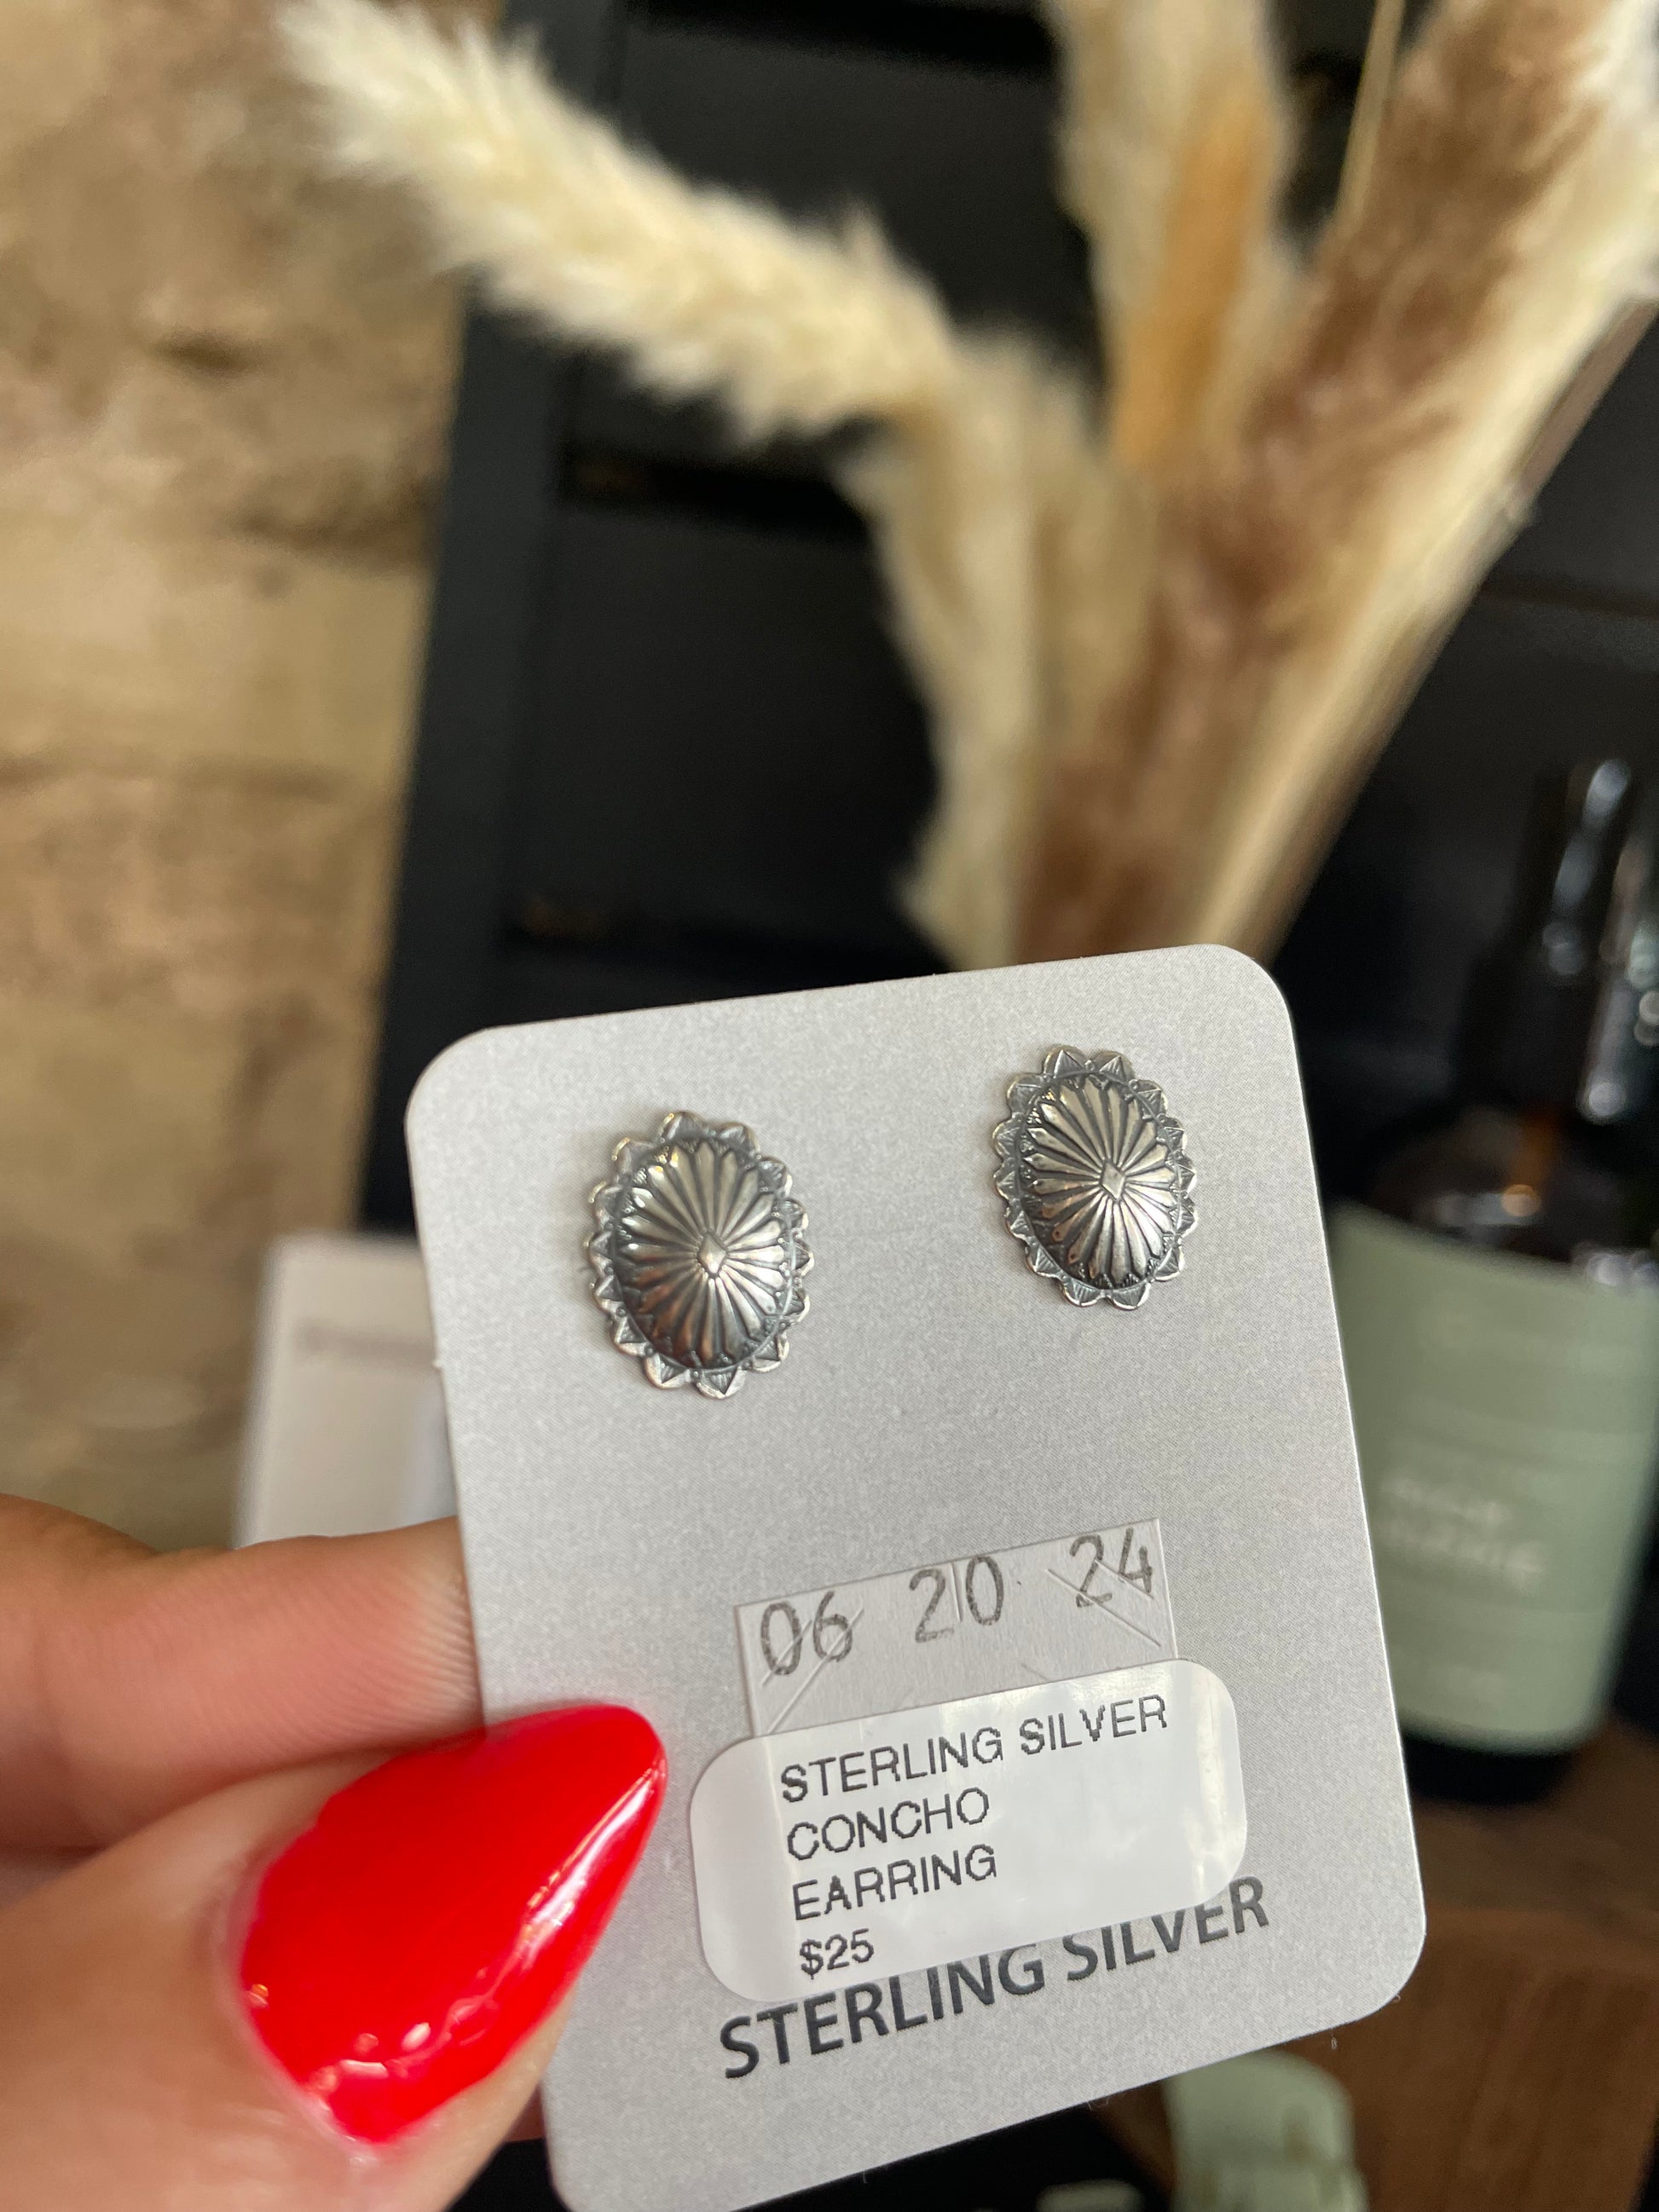 06 20 24
STERLING SILVER
CONCHO
EARRING
$25
STERLING SILVER